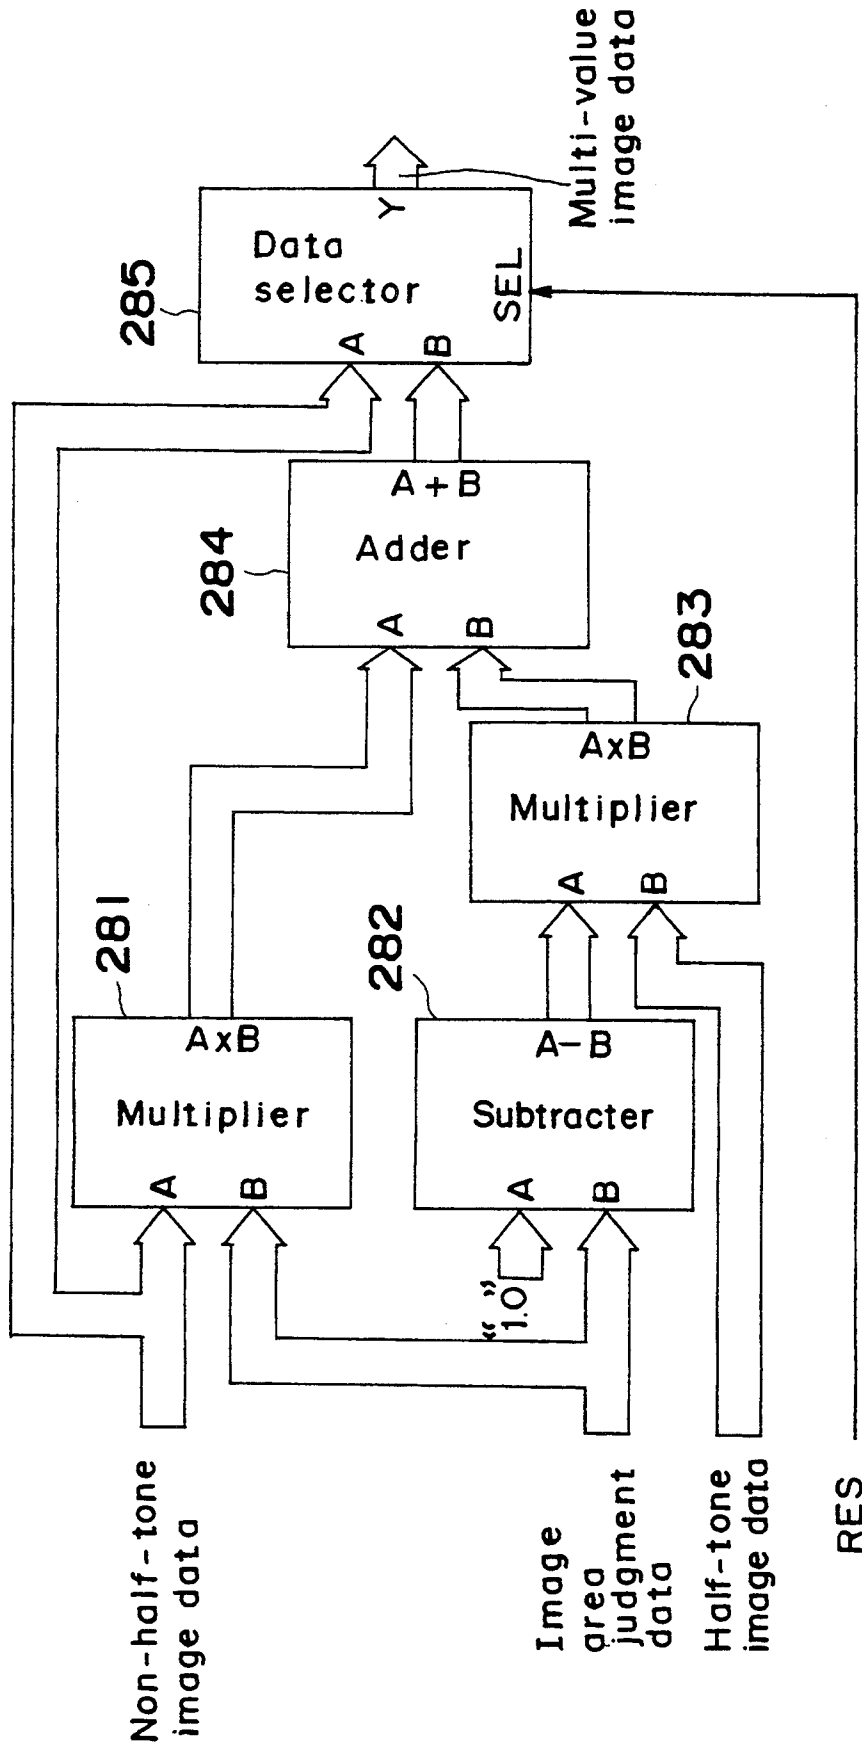 Non-half-tone
image data
Image
area
judgment
data
Half-tone
image data
RES
281
A
B
Multiplier
AxB
282
“1.0”
A
B
Subtracter
A-B
283
A
B
Multiplier
AxB
284
A
B
Adder
A+B
285
A
B
Data
selector
SEL
Y
Multi-value
image data